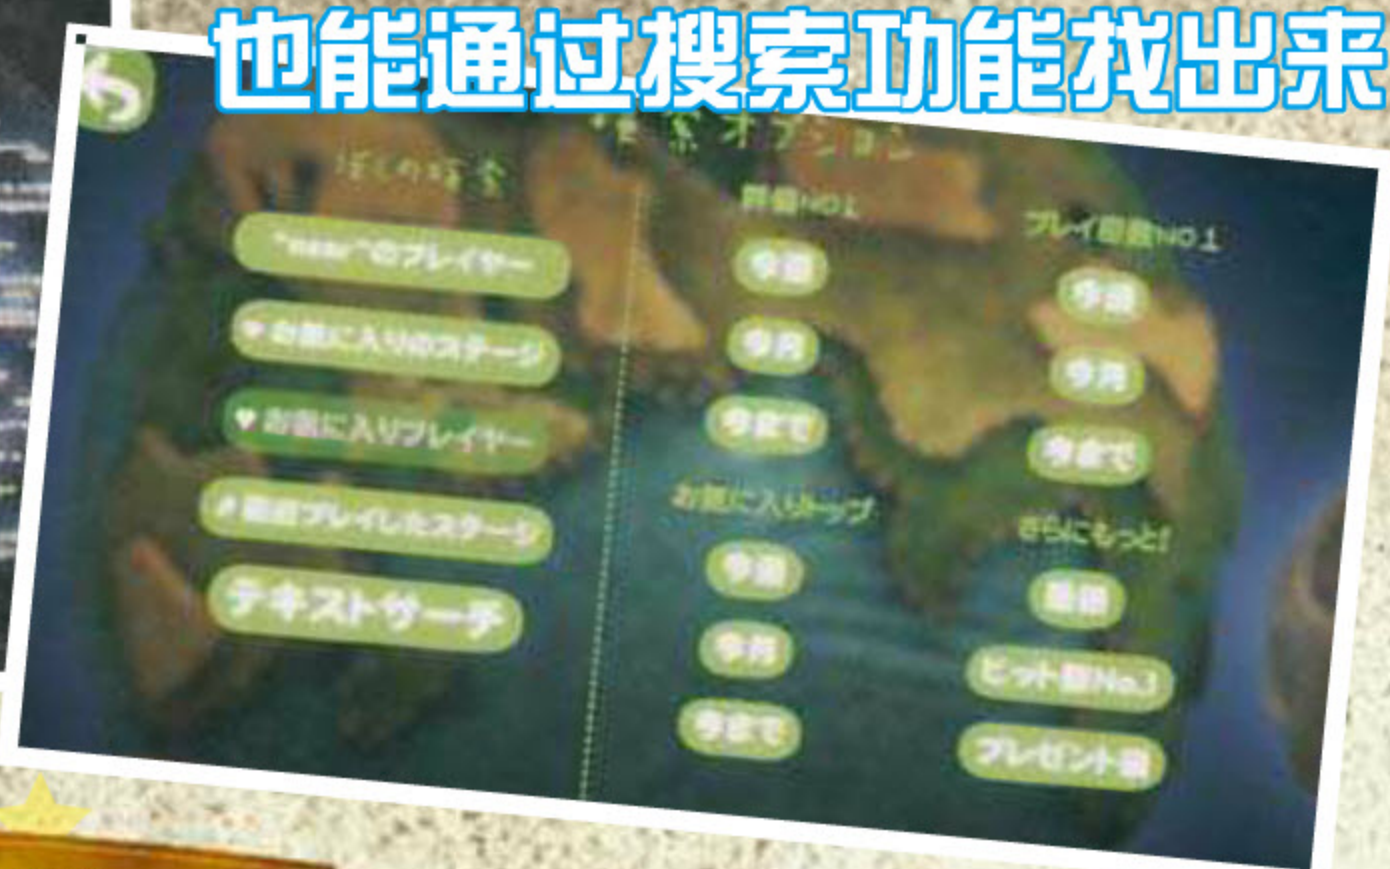 也能通过搜索功能找出来
検索オプション
ぼくの検索
のプレイヤー
お気に入りのステージ
♥お気に入りプレイヤー
プレイしたステージ
テキストサーチ
評価NO1
今週
今月
今まで
お気に入りトップ
今週
今月
今まで
プレイ回数NO.1
今週
今月
今まで
さらにもっと!
ヒット数No.1
プレゼント数